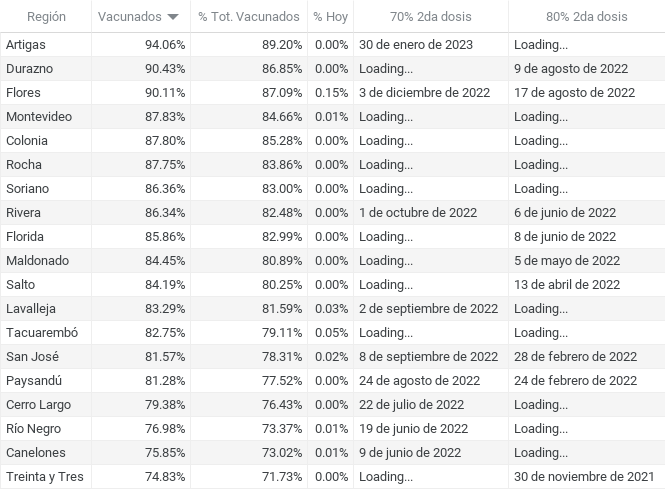 Región Vacunados % Tot. Vacunados % Hoy 70% 2da dosis 80% 2da dosis
Artigas 94.06% 89.20% 0.00% 30 de enero de 2023 Loading...
Durazno 90.43% 86.85% 0.00% Loading... 9 de agosto de 2022
Flores 90.11% 87.09% 0.15% 3 de diciembre de 2022 17 de agosto de 2022
Montevideo 87.83% 84.66% 0.01% Loading... Loading...
Colonia 87.80% 85.28% 0.00% Loading... Loading...
Rocha 87.75% 83.86% 0.00% Loading... Loading...
Soriano 86.36% 83.00% 0.00% Loading... Loading...
Rivera 86.34% 82.48% 0.00% 1 de octubre de 2022 6 de junio de 2022
Florida 85.86% 82.99% 0.00% Loading... 8 de junio de 2022
Maldonado 84.45% 80.89% 0.00% Loading... 5 de mayo de 2022
Salto 84.19% 80.25% 0.00% Loading... 13 de abril de 2022
Lavalleja 83.29% 81.59% 0.03% 2 de septiembre de 2022 Loading...
Tacuarembó 82.75% 79.11% 0.05% Loading... Loading...
San José 81.57% 78.31% 0.02% 8 de septiembre de 2022 28 de febrero de 2022
Paysandú 81.28% 77.52% 0.00% 24 de agosto de 2022 24 de febrero de 2022
Cerro Largo 79.38% 76.43% 0.00% 22 de julio de 2022 Loading...
Río Negro 76.98% 73.37% 0.01% 19 de junio de 2022 Loading...
Canelones 75.85% 73.02% 0.01% 9 de junio de 2022 Loading...
Treinta y Tres 74.83% 71.73% 0.00% Loading... 30 de noviembre de 2021